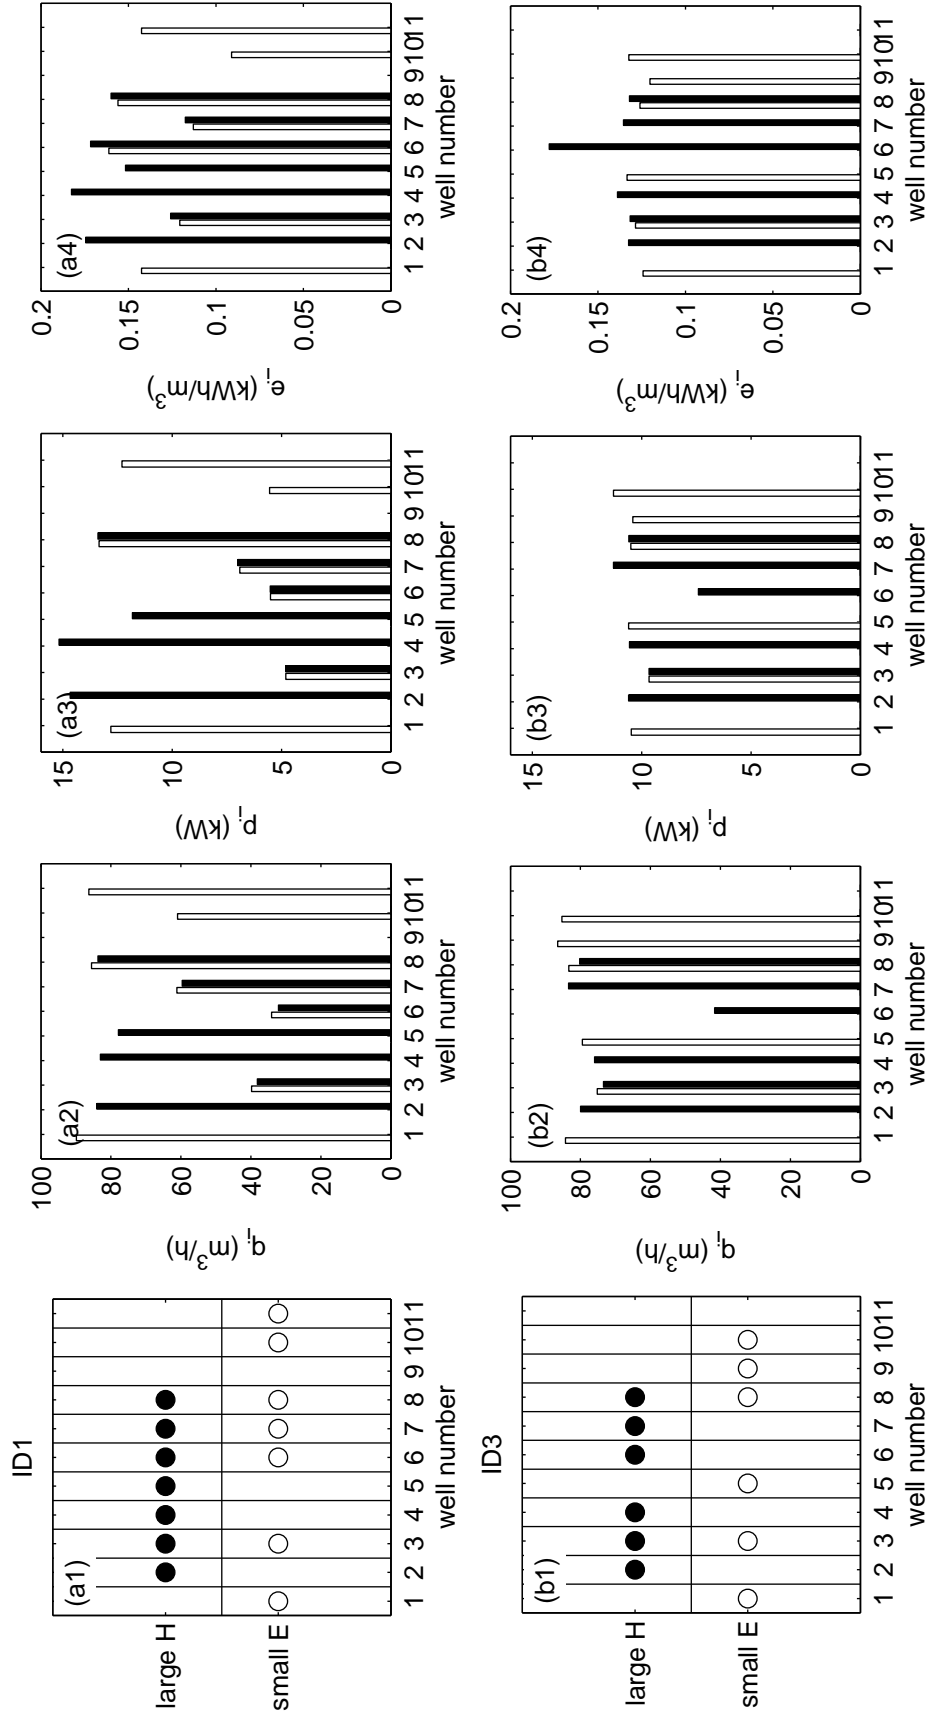 ID1
(a1)
large H
small E
1 2 3 4 5 6 7 8 9 10 11
well number
(a2)
100
80
60
40
20
0
q_i (m^3/h)
1 2 3 4 5 6 7 8 9 10 11
well number
(a3)
15
10
5
0
p_i (kW)
1 2 3 4 5 6 7 8 9 10 11
well number
(a4)
0.2
0.15
0.1
0.05
0
e_i (kWh/m^3)
1 2 3 4 5 6 7 8 9 10 11
well number
ID3
(b1)
large H
small E
1 2 3 4 5 6 7 8 9 10 11
well number
(b2)
100
80
60
40
20
0
q_i (m^3/h)
1 2 3 4 5 6 7 8 9 10 11
well number
(b3)
15
10
5
0
p_i (kW)
1 2 3 4 5 6 7 8 9 10 11
well number
(b4)
0.2
0.15
0.1
0.05
0
e_i (kWh/m^3)
1 2 3 4 5 6 7 8 9 10 11
well number